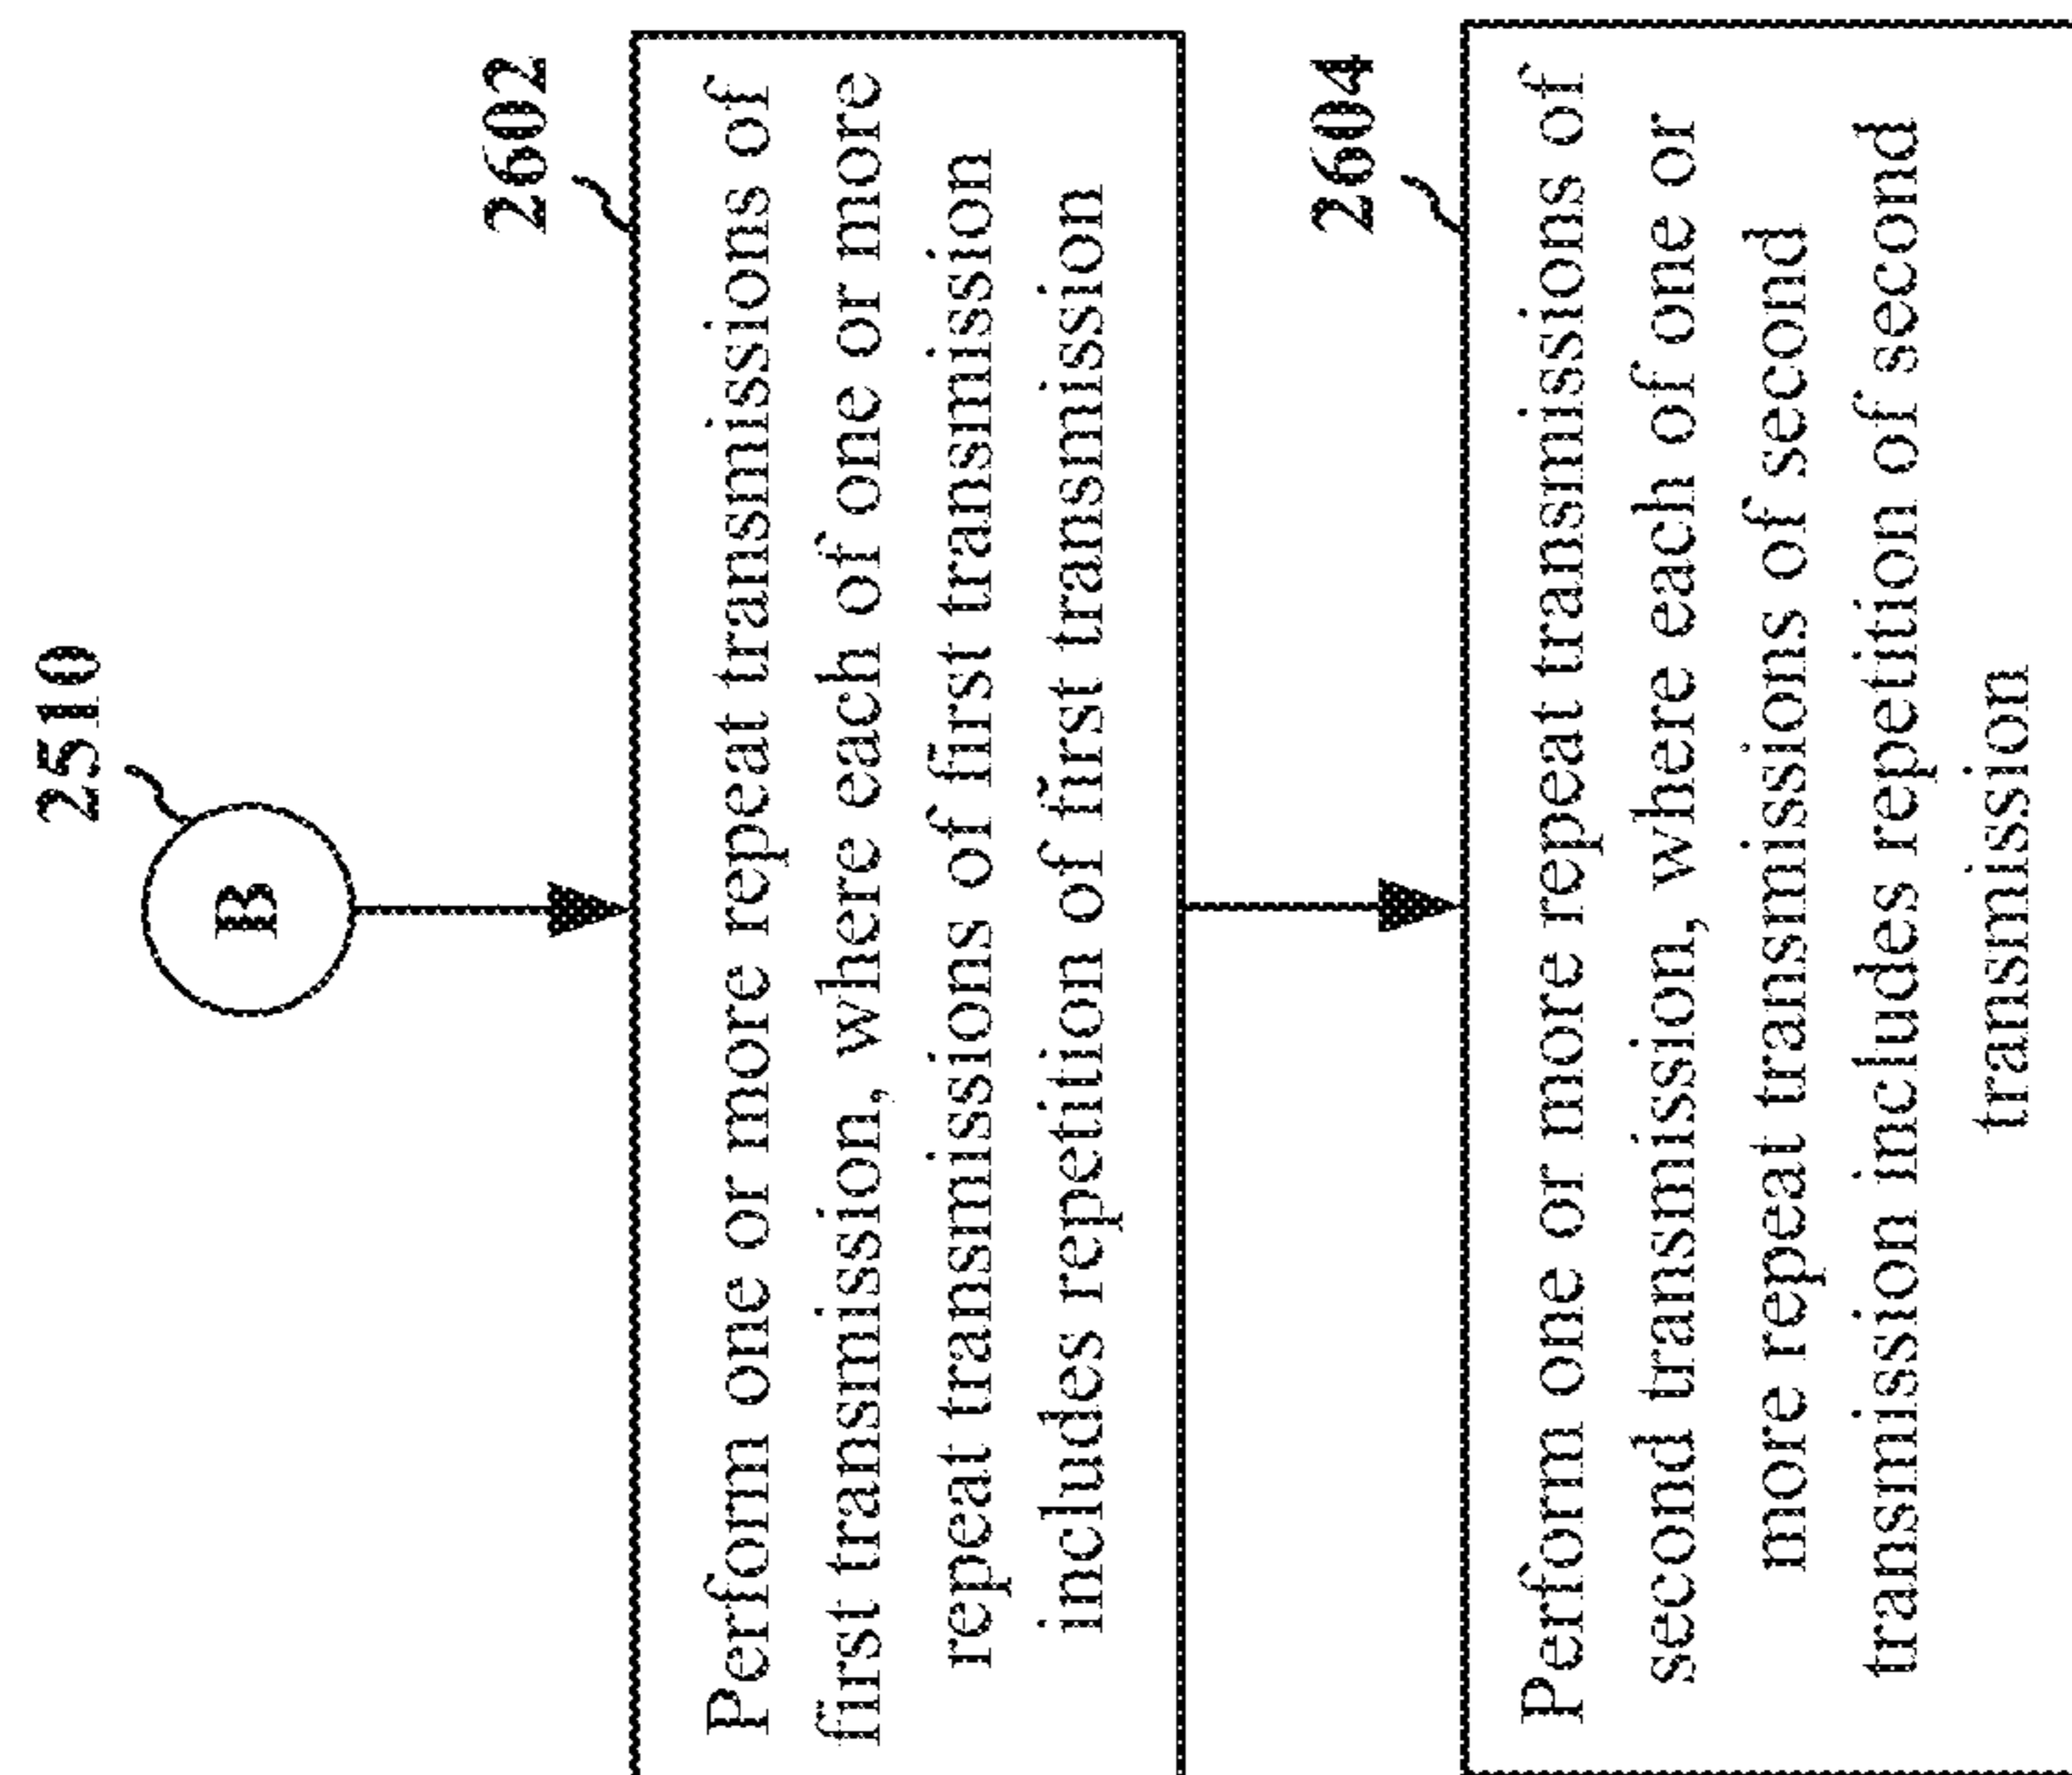 2510
B
2602
Perform one or more repeat transmissions of
first transmission, where each of one or more
repeat transmissions of first transmission
includes repetition of first transmission
2604
Perform one or more repeat transmissions of
second transmission, where each of one or
more repeat transmissions of second
transmission includes repetition of second
transmission